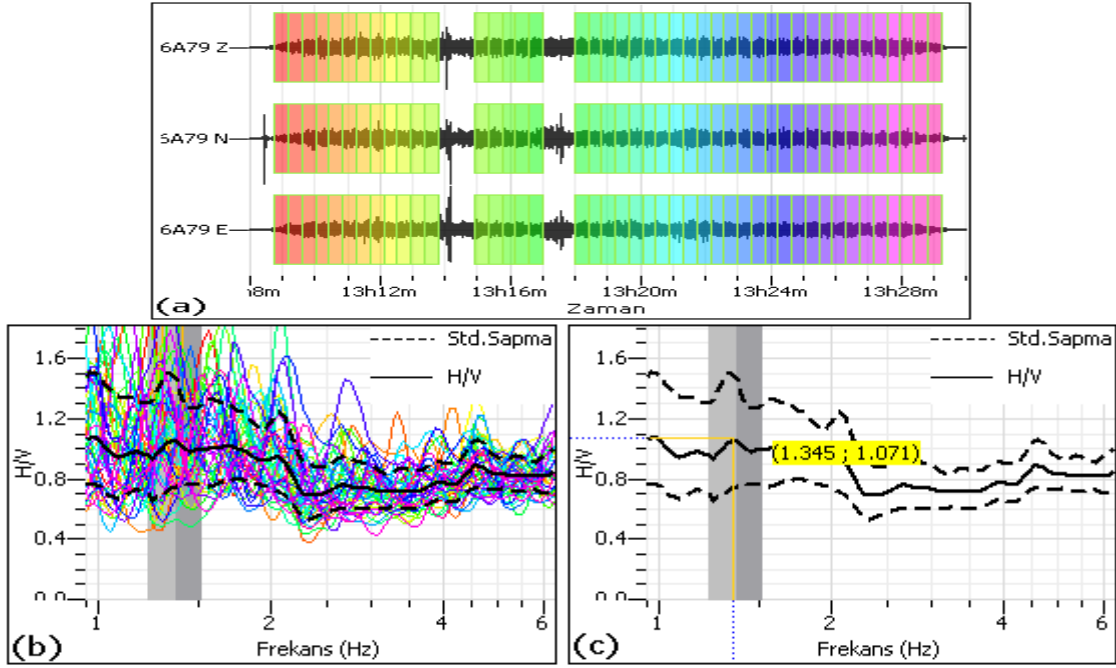 6A79 Z
6A79 N
6A79 E
8m 13h12m 13h16m 13h20m 13h24m 13h28m
(a) Zaman
1.6 1.2 0.8 0.4 0.0
H/V
Std.Sapma
H/V
1 2 4 6
(b) Frekans (Hz)
1.6 1.2 0.8 0.4 0.0
H/V
Std.Sapma
H/V
(1.345 ; 1.071)
1 2 4 6
(c) Frekans (Hz)